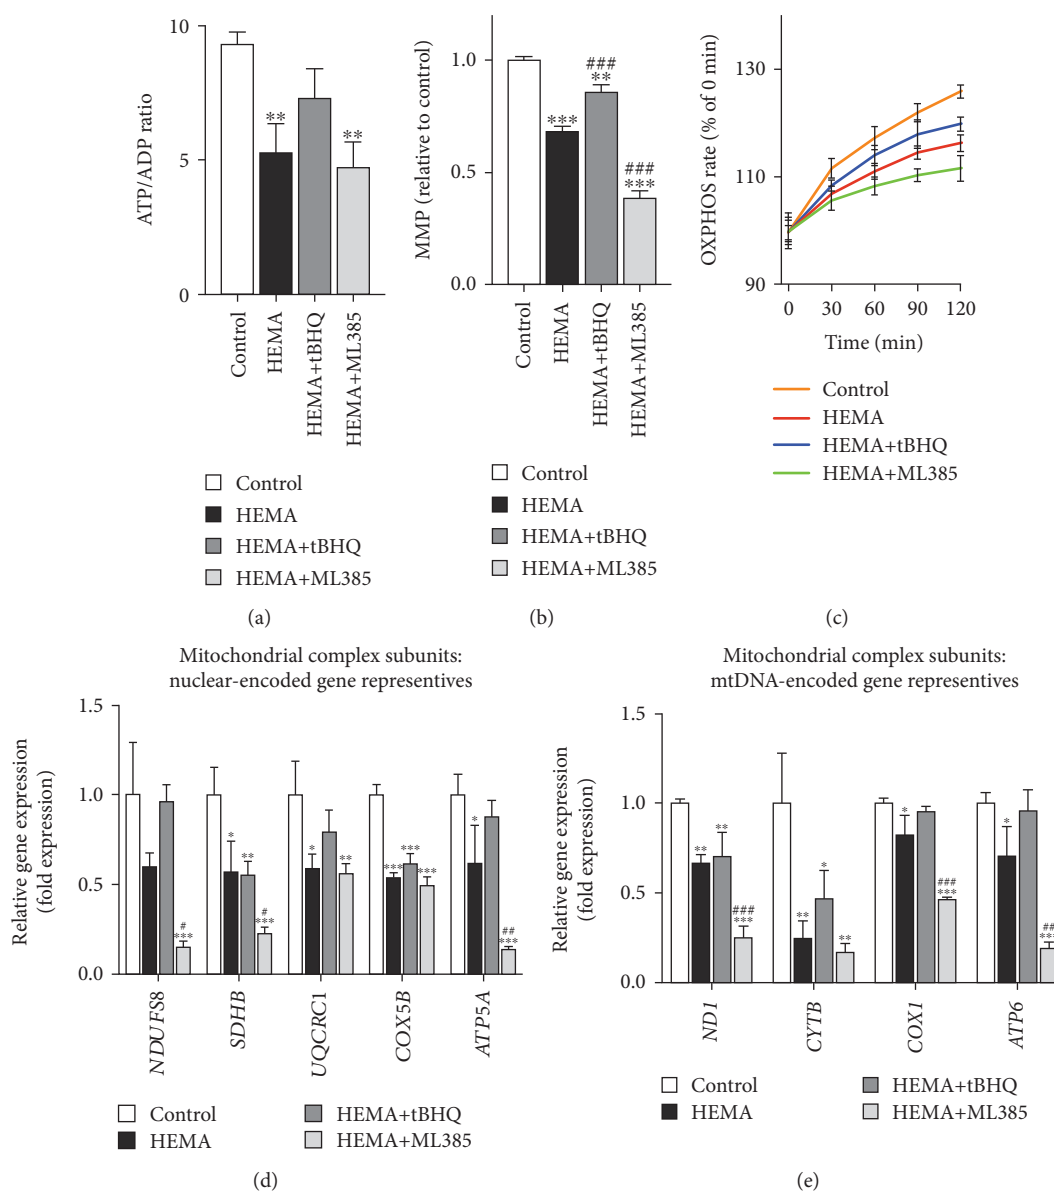 10
5
0
ATP/ADP ratio
**
**
Control
HEMA
HEMA+tBHQ
HEMA+ML385
Control
HEMA
HEMA+tBHQ
HEMA+ML385
(a)
1.0
0.5
0.0
MMP (relative to control)
***
###
**
###
***
Control
HEMA
HEMA+tBHQ
HEMA+ML385
Control
HEMA
HEMA+tBHQ
HEMA+ML385
(b)
130
110
90
OXPHOS rate (% of 0 min)
0 30 60 90 120
Time (min)
Control
HEMA
HEMA+tBHQ
HEMA+ML385
(c)
Mitochondrial complex subunits:
nuclear-encoded gene representives
1.5
1.0
0.5
0.0
Relative gene expression
(fold expression)
#
***
*
**
#
***
*
**
***
***
***
*
##
***
NDUFS8
SDHB
UQCRC1
COX5B
ATP5A
Control
HEMA
HEMA+tBHQ
HEMA+ML385
(d)
Mitochondrial complex subunits:
mtDNA-encoded gene representives
1.5
1.0
0.5
0.0
Relative gene expression
(fold expression)
**
**
###
***
**
*
**
*
###
***
*
##
***
ND1
CYTB
COX1
ATP6
Control
HEMA
HEMA+tBHQ
HEMA+ML385
(e)